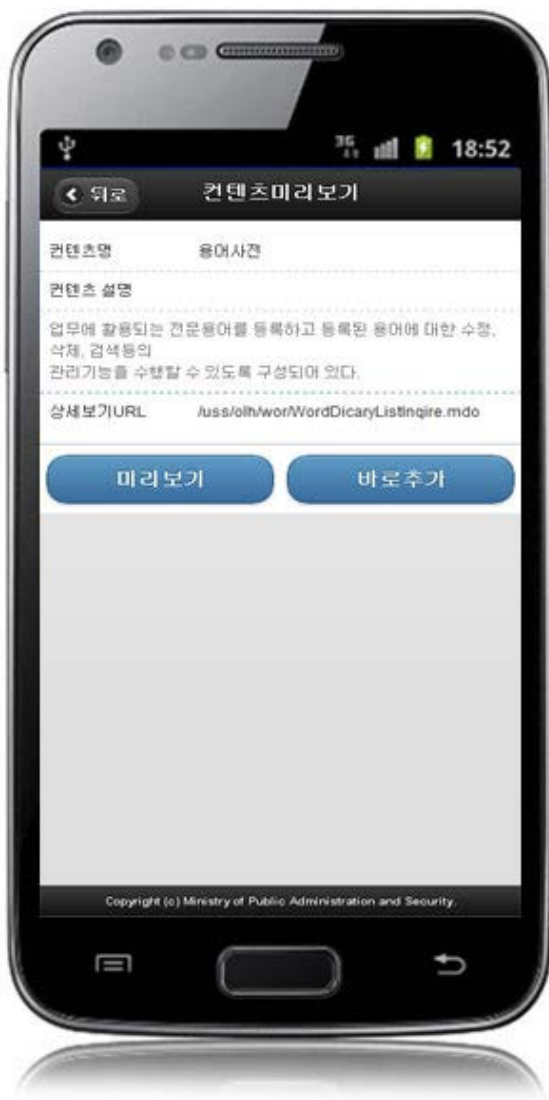 3G
18:52
뒤로
컨텐츠미리보기
컨텐츠명 용어사전
컨텐츠 설명
업무에 활용되는 전문용어를 등록하고 등록된 용어에 대한 수정,
삭제, 검색등의
관리기능을 수행할 수 있도록 구성되어 있다.
상세보기URL /uss/olh/wor/WordDicaryListInqire.mdo
미리보기 바로추가
Copyright (c) Ministry of Public Administration and Security.